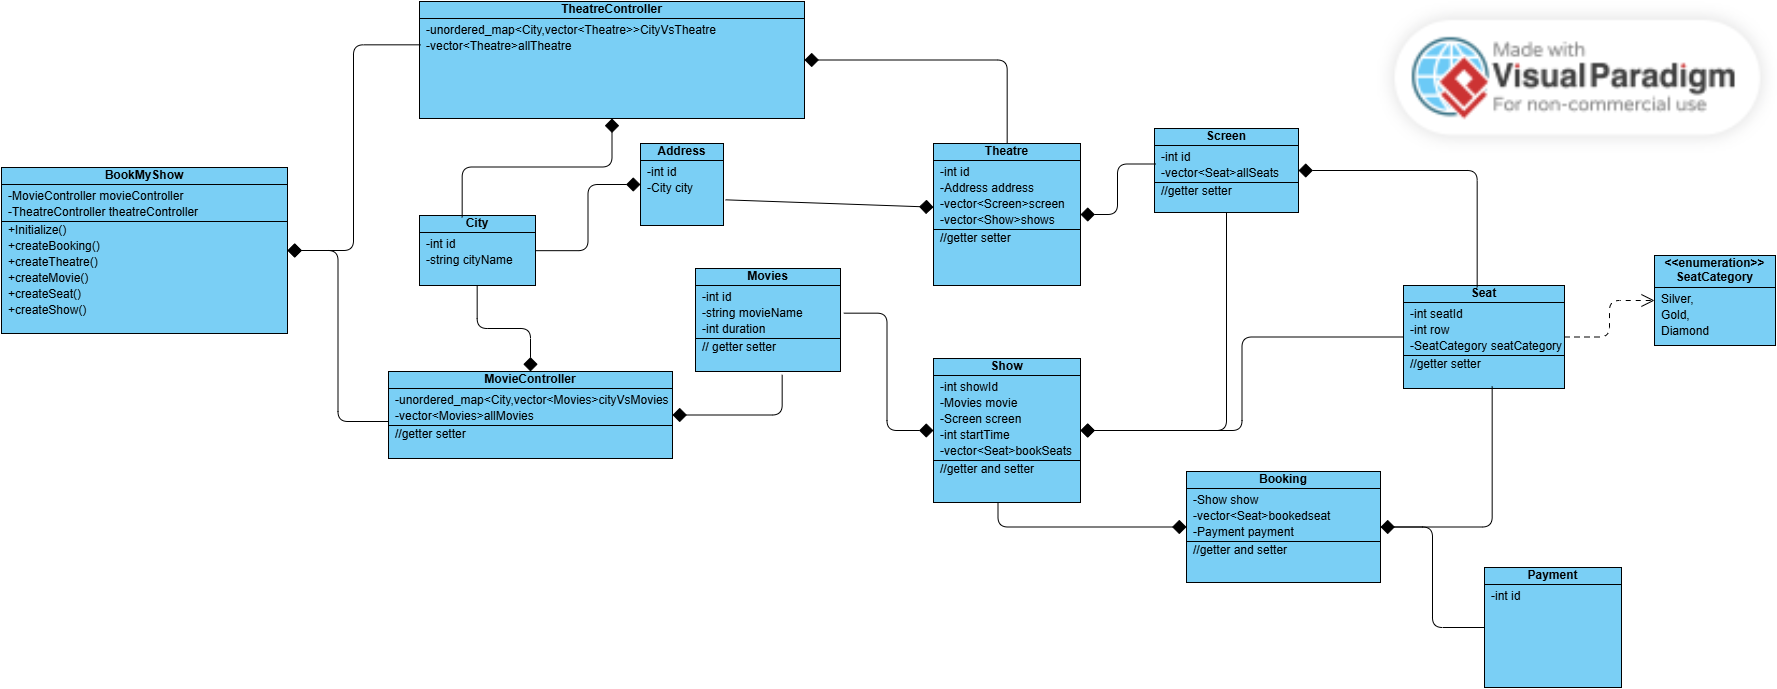 TheatreController
-unordered_map<City,vector<Theatre>>CityVsTheatre
-vector<Theatre>allTheatre
Made with
Visual Paradigm
For non-commercial use
BookMyShow
-MovieController movieController
-TheatreController theatreController
+Initialize()
+createBooking()
+createTheatre()
+createMovie()
+createSeat()
+createShow()
Address
-int id
-City city
City
-int id
-string cityName
Theatre
-int id
-Address address
-vector<Screen>screen
-vector<Show>shows
//getter setter
Screen
-int id
-vector<Seat>allSeats
//getter setter
Movies
-int id
-string movieName
-int duration
// getter setter
MovieController
-unordered_map<City,vector<Movies>cityVsMovies
-vector<Movies>allMovies
//getter setter
Show
-int showId
-Movies movie
-Screen screen
-int startTime
-vector<Seat>bookSeats
//getter and setter
Seat
-int seatId
-int row
-SeatCategory seatCategory
//getter setter
<<enumeration>>
SeatCategory
Silver,
Gold,
Diamond
Booking
-Show show
-vector<Seat>bookedseat
-Payment payment
//getter and setter
Payment
-int id